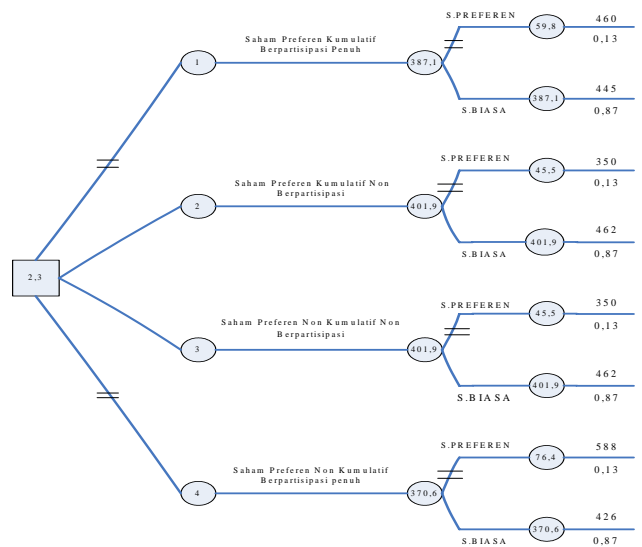 S.PREFEREN
59,8
460
0,13
Saham Preferen Kumulatif
Berpartisipasi Penuh
1
387,1
S.BIASA
387,1
445
0,87
S.PREFEREN
45,5
350
0,13
Saham Preferen Kumulatif Non
Berpartisipasi
2
401,9
S.BIASA
401,9
462
0,87
2,3
S.PREFEREN
45,5
350
0,13
Saham Preferen Non Kumulatif Non
Berpartisipasi
3
401,9
S.BIASA
401,9
462
0,87
S.PREFEREN
76,4
588
0,13
Saham Preferen Non Kumulatif
Berpartisipasi penuh
4
370,6
S.BIASA
370,6
426
0,87